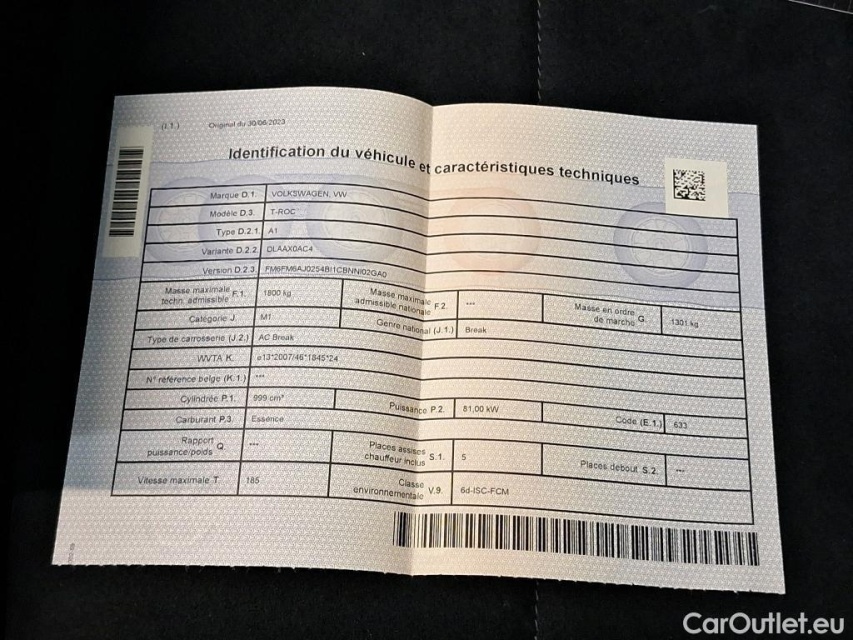 (I.1.) Original du 30/06/2023
Identification du véhicule et caractéristiques techniques
Marque D.1. VOLKSWAGEN, VW
Modèle D.3. T-ROC
Type D.2.1. A1
Variante D.2.2. DLAAX0AC4
Version D.2.3. FM6FM6AJ0254BI1CBNNI02GA0
Masse maximale techn. admissible F.1. 1800 kg Masse maximale admissible nationale F.2. *** Masse en ordre de marche G. 1301 kg
Catégorie J. M1 Genre national (J.1.) Break
Type de carrosserie (J.2.) AC Break
WVTA K. e13*2007/46*1845*24
N° référence belge (K.1.) ***
Cylindrée P.1. 999 cm³ Puissance P.2. 81,00 kW Code (E.1.) 633
Carburant P.3. Essence
Rapport puissance/poids Q. *** Places assises chauffeur inclus S.1. 5 Places debout S.2. ***
Vitesse maximale T. 185 Classe environnementale V.9. 6d-ISC-FCM
CarOutlet.eu